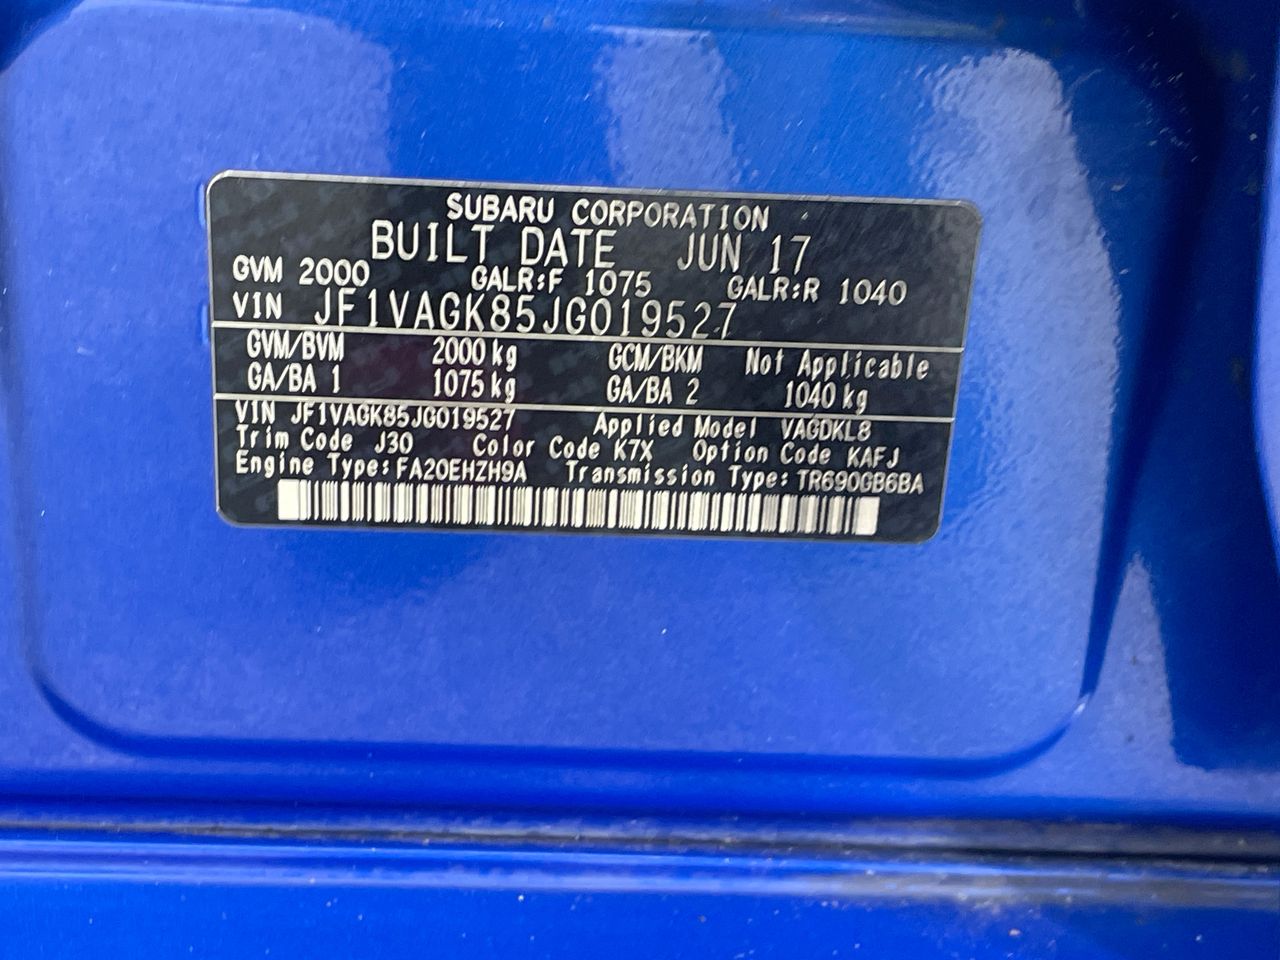 SUBARU CORPORATION
BUILT DATE JUN 17
GVM 2000 GALR:F 1075 GALR:R 1040
VIN JF1VAGK85JG019527
GVM/BVM 2000 kg GCM/BKM Not Applicable
GA/BA 1 1075 kg GA/BA 2 1040 kg
VIN JF1VAGK85JG019527 Applied Model VAGDKL8
Trim Code J30 Color Code K7X Option Code KAFJ
Engine Type: FA20EHZH9A Transmission Type: TR690GB6BA